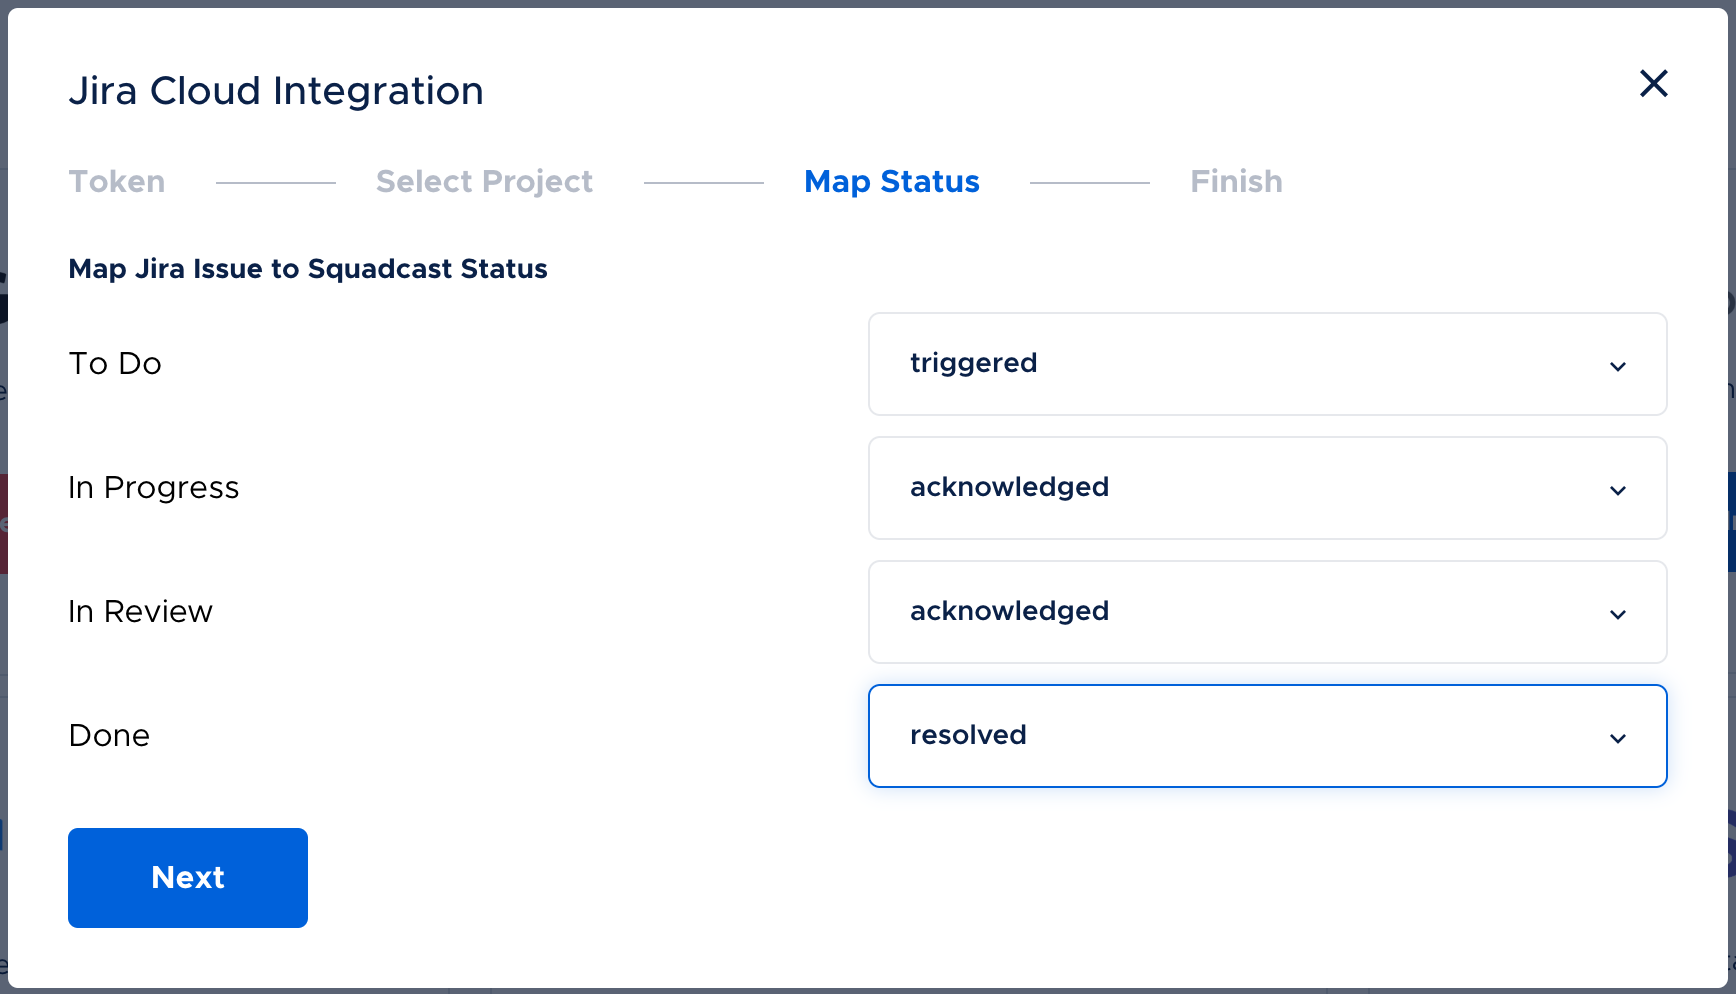 Jira Cloud Integration
Token Select Project Map Status Finish
Map Jira Issue to Squadcast Status
To Do triggered
In Progress acknowledged
In Review acknowledged
Done resolved
Next